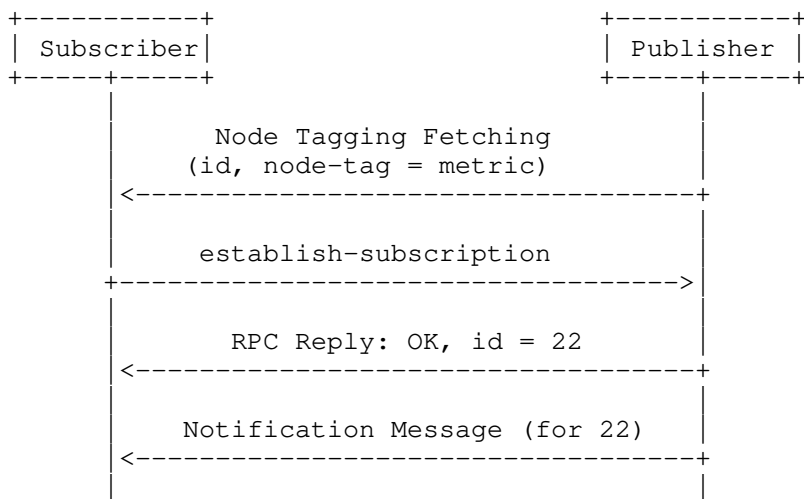 Subscriber Publisher
Node Tagging Fetching
(id, node-tag = metric)
establish-subscription
RPC Reply: OK, id = 22
Notification Message (for 22)